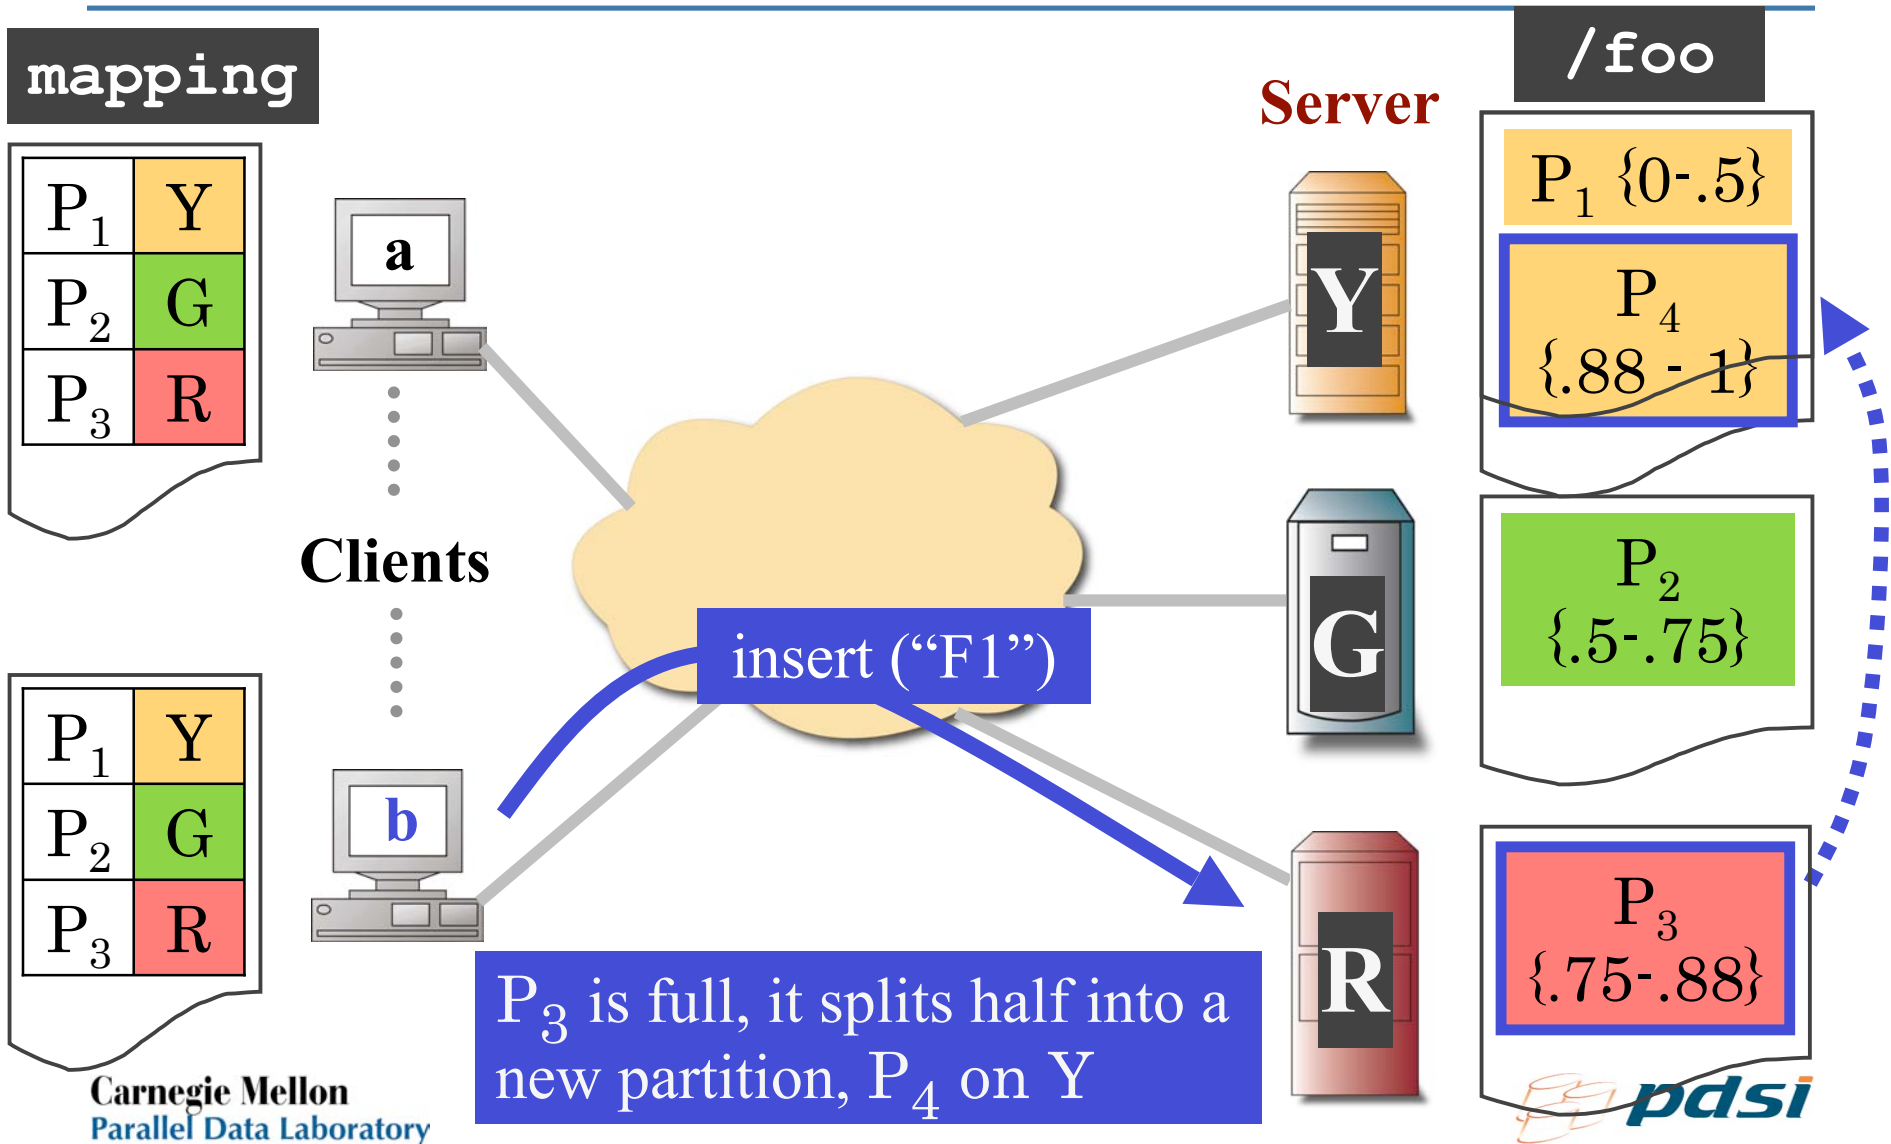 mapping
/foo
Server
P1 Y
P2 G
P3 R
a
Y
P1 {0-.5}
P4
{.88 - 1}
Clients
G
P2
{.5-.75}
insert (“F1”)
P1 Y
P2 G
P3 R
b
R
P3
{.75-.88}
P3 is full, it splits half into a
new partition, P4 on Y
Carnegie Mellon
Parallel Data Laboratory
pdsi